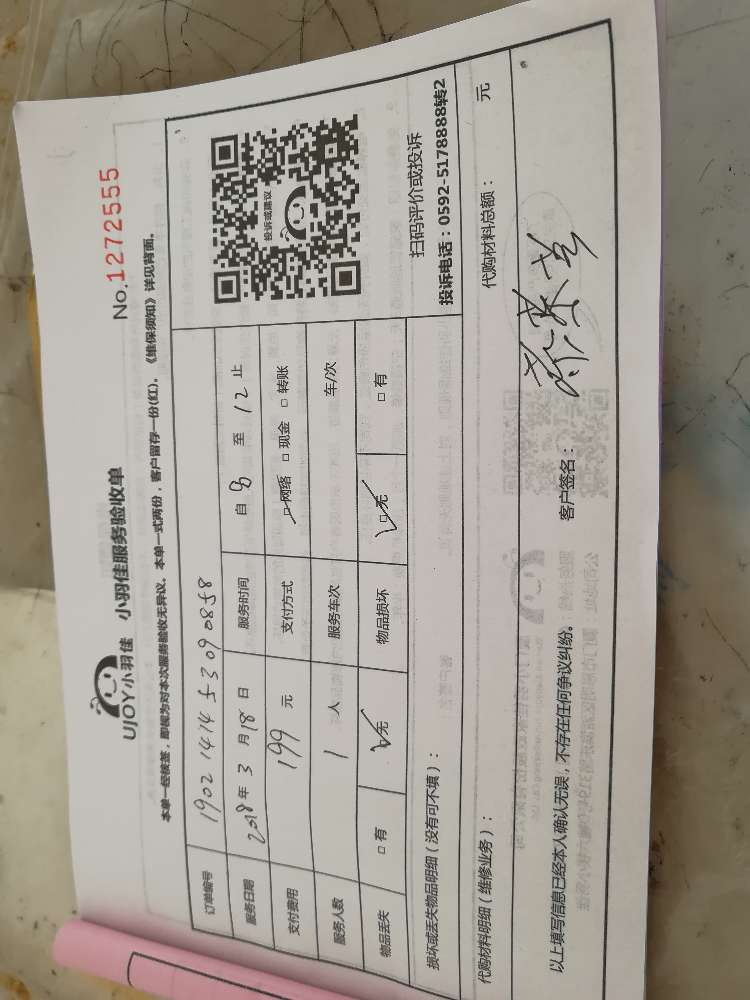 UJOY小羽佳 小羽佳服务验收单
No.1272555
本单一经核签，即视为对本次服务验收无异议。本单一式两份，客户留存一份(红)。《维保须知》详见背面。
订单编号 1902 1414 5309 0858
服务日期 2018年 3 月 18 日 服务时间 自 8 至 12 止
支付费用 199 元 支付方式 □网络 □现金 □转账
服务人数 1 人 服务车次 车/次
物品丢失 □有 □无 物品损坏 □无 □有
投诉或建议
扫码评价或投诉
投诉电话：0592-5178888转2
损坏或丢失物品明细（没有可不填）：
代购材料明细（维修业务）： 代购材料总额： 元
以上填写信息已经本人确认无误，不存在任何争议纠纷。 客户签名：